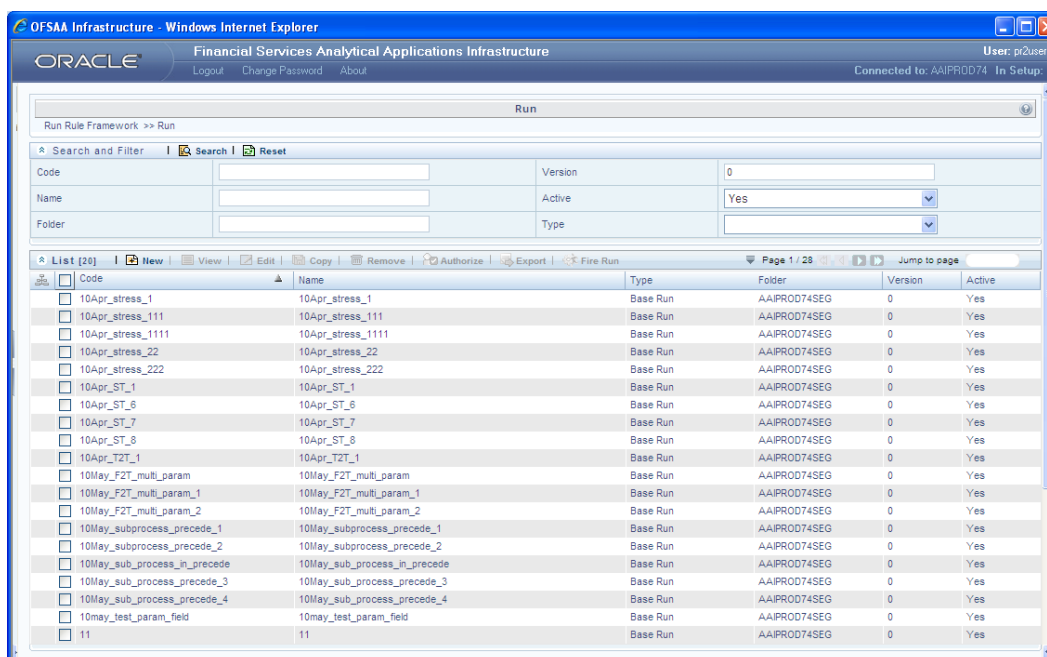 OFSAA Infrastructure - Windows Internet Explorer
ORACLE Financial Services Analytical Applications Infrastructure User: pr2user
Logout Change Password About Connected to: AAIPROD74 In Setup:
Run
Run Rule Framework >> Run
Search and Filter | Search | Reset
Code Version 0
Name Active Yes
Folder Type
List [20] | New | View | Edit | Copy | Remove | Authorize | Export | Fire Run Page 1 / 28 Jump to page
Code Name Type Folder Version Active
10Apr_stress_1 10Apr_stress_1 Base Run AAIPROD74SEG 0 Yes
10Apr_stress_111 10Apr_stress_111 Base Run AAIPROD74SEG 0 Yes
10Apr_stress_1111 10Apr_stress_1111 Base Run AAIPROD74SEG 0 Yes
10Apr_stress_22 10Apr_stress_22 Base Run AAIPROD74SEG 0 Yes
10Apr_stress_222 10Apr_stress_222 Base Run AAIPROD74SEG 0 Yes
10Apr_ST_1 10Apr_ST_1 Base Run AAIPROD74SEG 0 Yes
10Apr_ST_6 10Apr_ST_6 Base Run AAIPROD74SEG 0 Yes
10Apr_ST_7 10Apr_ST_7 Base Run AAIPROD74SEG 0 Yes
10Apr_ST_8 10Apr_ST_8 Base Run AAIPROD74SEG 0 Yes
10Apr_T2T_1 10Apr_T2T_1 Base Run AAIPROD74SEG 0 Yes
10May_F2T_multi_param 10May_F2T_multi_param Base Run AAIPROD74SEG 0 Yes
10May_F2T_multi_param_1 10May_F2T_multi_param_1 Base Run AAIPROD74SEG 0 Yes
10May_F2T_multi_param_2 10May_F2T_multi_param_2 Base Run AAIPROD74SEG 0 Yes
10May_subprocess_precede_1 10May_subprocess_precede_1 Base Run AAIPROD74SEG 0 Yes
10May_subprocess_precede_2 10May_subprocess_precede_2 Base Run AAIPROD74SEG 0 Yes
10May_sub_process_in_precede 10May_sub_process_in_precede Base Run AAIPROD74SEG 0 Yes
10May_sub_process_precede_3 10May_sub_process_precede_3 Base Run AAIPROD74SEG 0 Yes
10May_sub_process_precede_4 10May_sub_process_precede_4 Base Run AAIPROD74SEG 0 Yes
10may_test_param_field 10may_test_param_field Base Run AAIPROD74SEG 0 Yes
11 11 Base Run AAIPROD74SEG 0 Yes